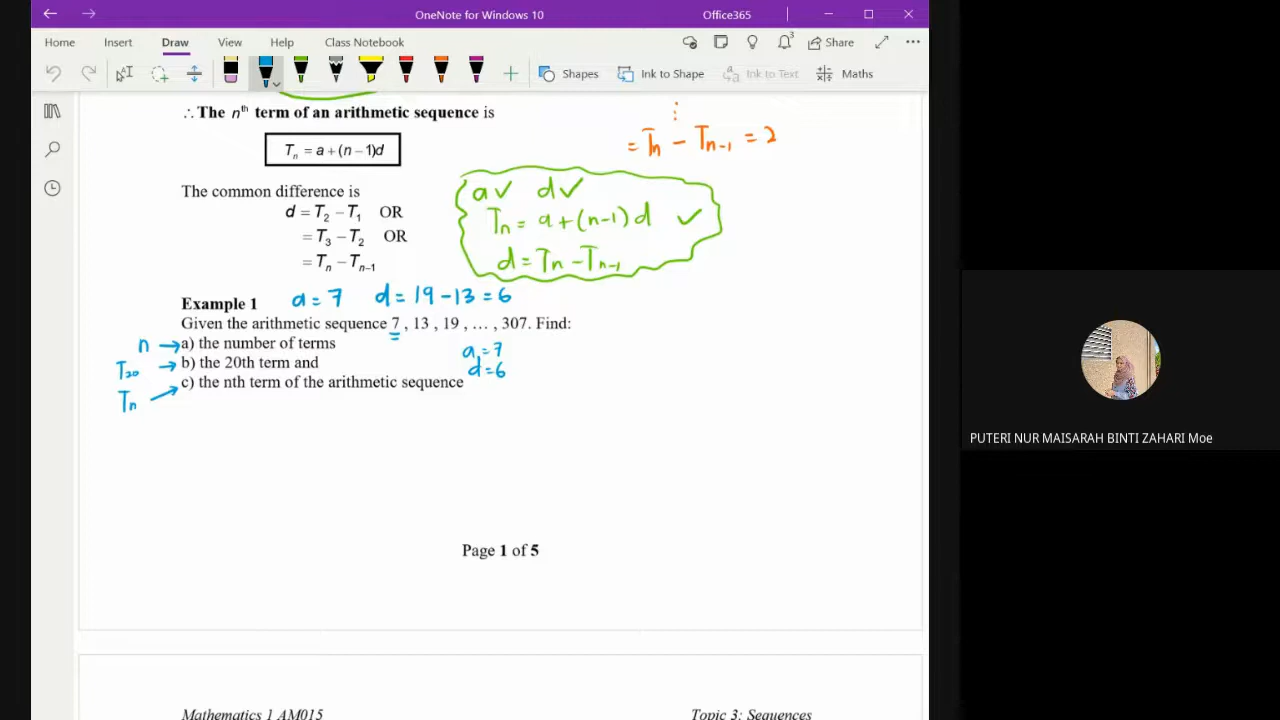 OneNote for Windows 10
Office365
Home Insert Draw View Help Class Notebook
3
Share
Shapes
Ink to Shape
Ink to Text
Maths
∴ The nth term of an arithmetic sequence is
Tn = a + (n − 1)d
⋮
= Tn − Tn-1 = 2
The common difference is
d = T2 − T1 OR
= T3 − T2 OR
= Tn − Tn−1
a ✓ d ✓
Tn = a + (n-1) d ✓
d = Tn - Tn-1
Example 1
a = 7 d = 19 - 13 = 6
Given the arithmetic sequence 7 , 13 , 19 , … , 307. Find:
n → a) the number of terms
a = 7
T20 → b) the 20th term and
d = 6
Tn → c) the nth term of the arithmetic sequence
Page 1 of 5
Mathematics 1 AM015
Topic 3: Sequences
PUTERI NUR MAISARAH BINTI ZAHARI Moe